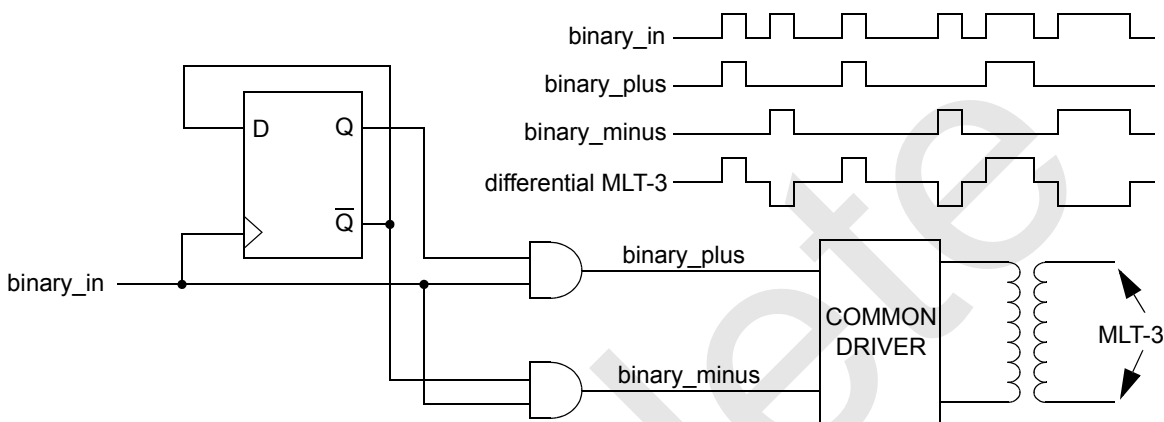 binary_in
binary_plus
binary_minus
differential MLT-3
D
Q
Q̅
binary_in
binary_plus
binary_minus
COMMON
DRIVER
MLT-3